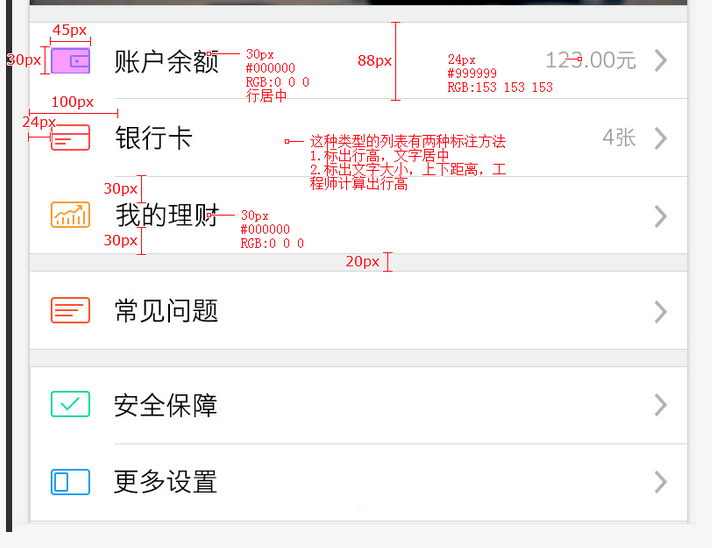 45px
30px
账户余额
30px
#000000
RGB:0 0 0
行居中
88px
24px
#999999
RGB:153 153 153
123.00元
100px
24px
银行卡
这种类型的列表有两种标注方法
1.标出行高，文字居中
2.标出文字大小，上下距离，工
程师计算出行高
4张
30px
我的理财
30px
#000000
RGB:0 0 0
30px
20px
常见问题
安全保障
更多设置